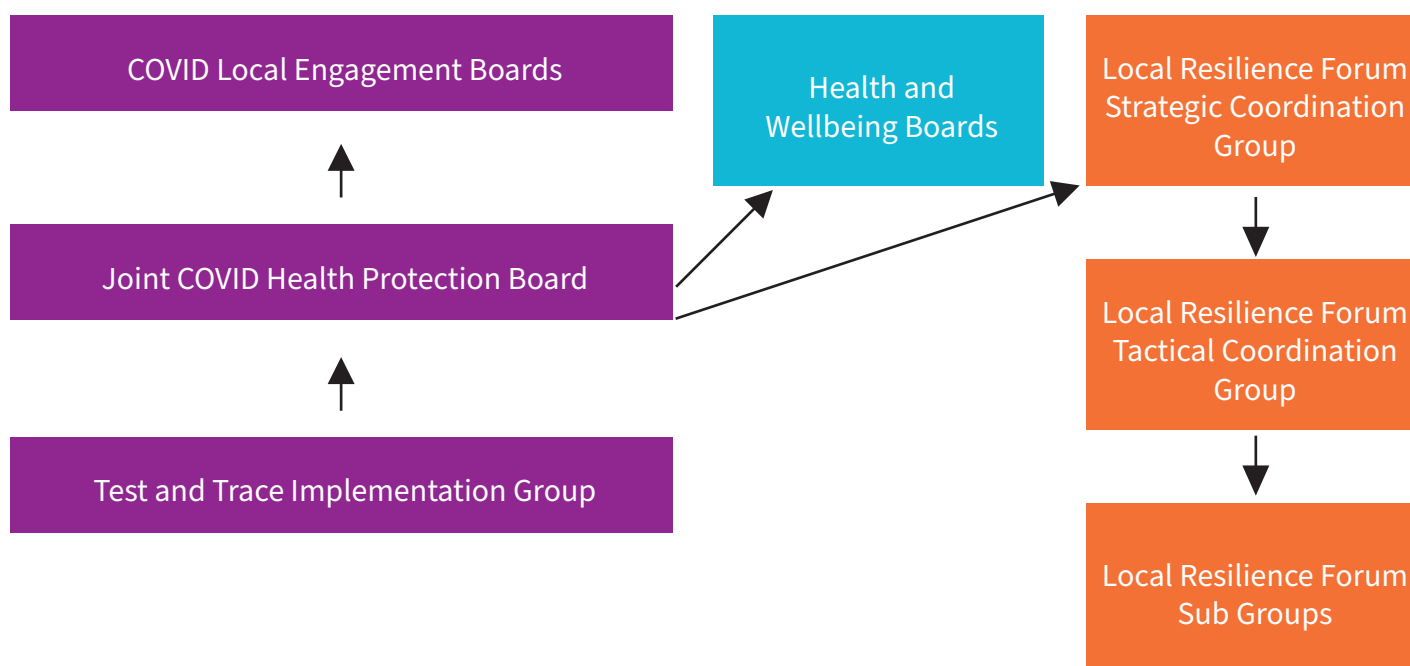 COVID Local Engagement Boards
Joint COVID Health Protection Board
Test and Trace Implementation Group
Health and
Wellbeing Boards
Local Resilience Forum
Strategic Coordination
Group
Local Resilience Forum
Tactical Coordination
Group
Local Resilience Forum
Sub Groups